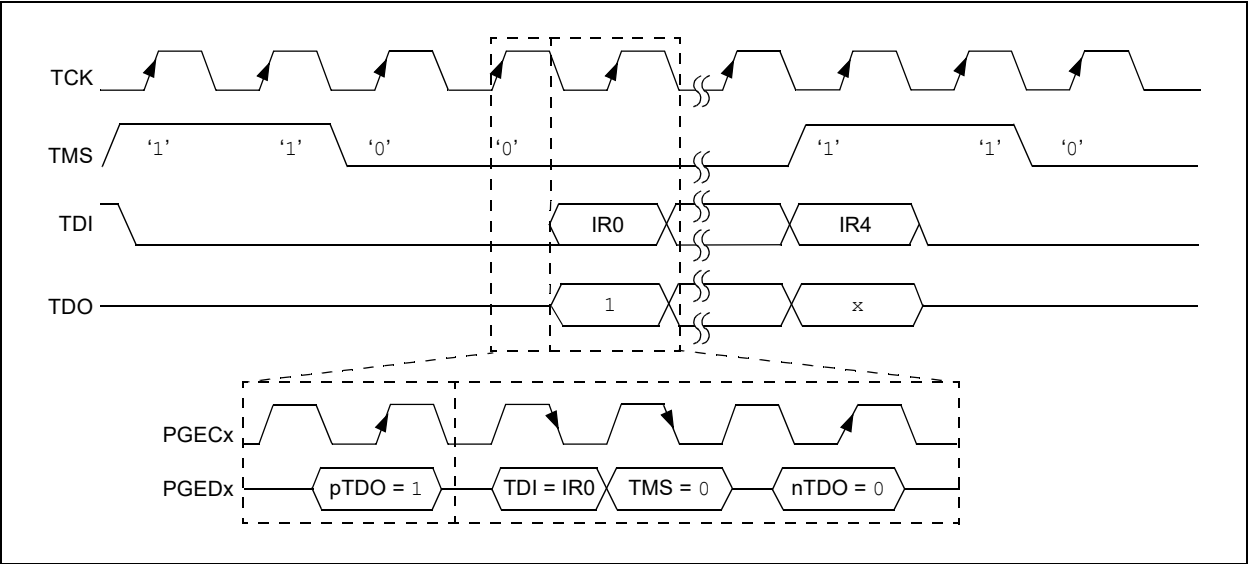 TCK
TMS ‘1’ ‘1’ ‘0’ ‘0’ ‘1’ ‘1’ ‘0’
TDI IR0 IR4
TDO 1 x
PGECx
PGEDx pTDO = 1 TDI = IR0 TMS = 0 nTDO = 0